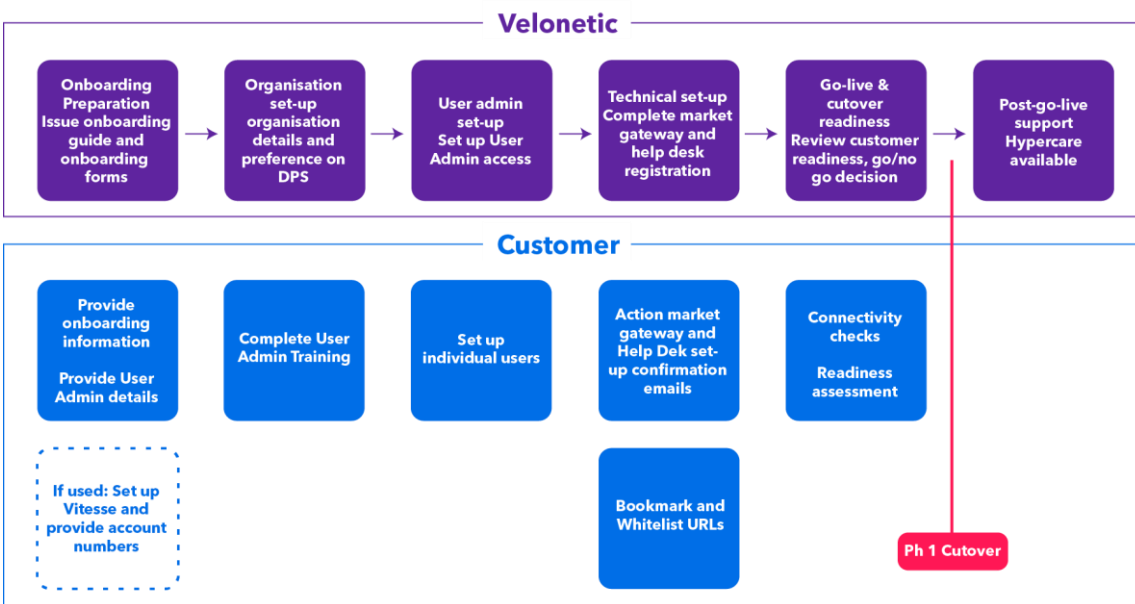 Velonetic
Onboarding
Preparation
Issue onboarding
guide and
onboarding
forms
Organisation
set-up
organisation
details and
preference on
DPS
User admin
set-up
Set up User
Admin access
Technical set-up
Complete market
gateway and
help desk
registration
Go-live &
cutover
readiness
Review customer
readiness, go/no
go decision
Post-go-live
support
Hypercare
available
Customer
Provide
onboarding
information
Provide User
Admin details
Complete User
Admin Training
Set up
individual users
Action market
gateway and
Help Dek set-
up confirmation
emails
Connectivity
checks
Readiness
assessment
If used: Set up
Vitesse and
provide account
numbers
Bookmark and
Whitelist URLs
Ph 1 Cutover